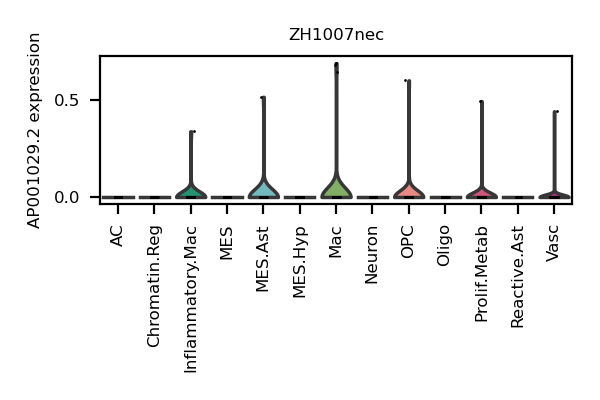 ZH1007nec
AP001029.2 expression
0.5
0.0
AC
Chromatin.Reg
Inflammatory.Mac
MES
MES.Ast
MES.Hyp
Mac
Neuron
OPC
Oligo
Prolif.Metab
Reactive.Ast
Vasc